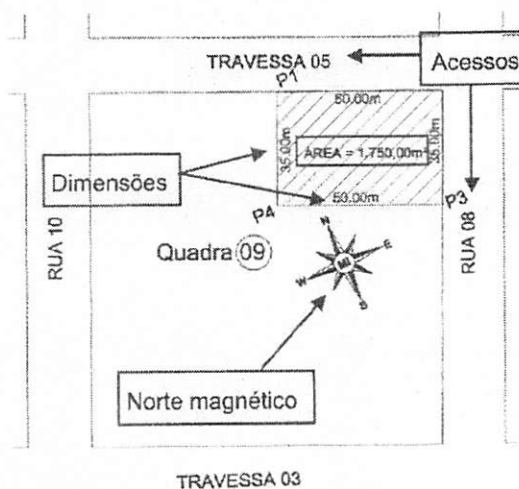 TRAVESSA 05
Acessos
P1
50.00m
35.00m
ÁREA = 1.750,00m²
35.00m
Dimensões
50.00m
P4
P3
RUA 10
Quadra 09
RUA 08
N
E
W
S
MI
Norte magnético
TRAVESSA 03